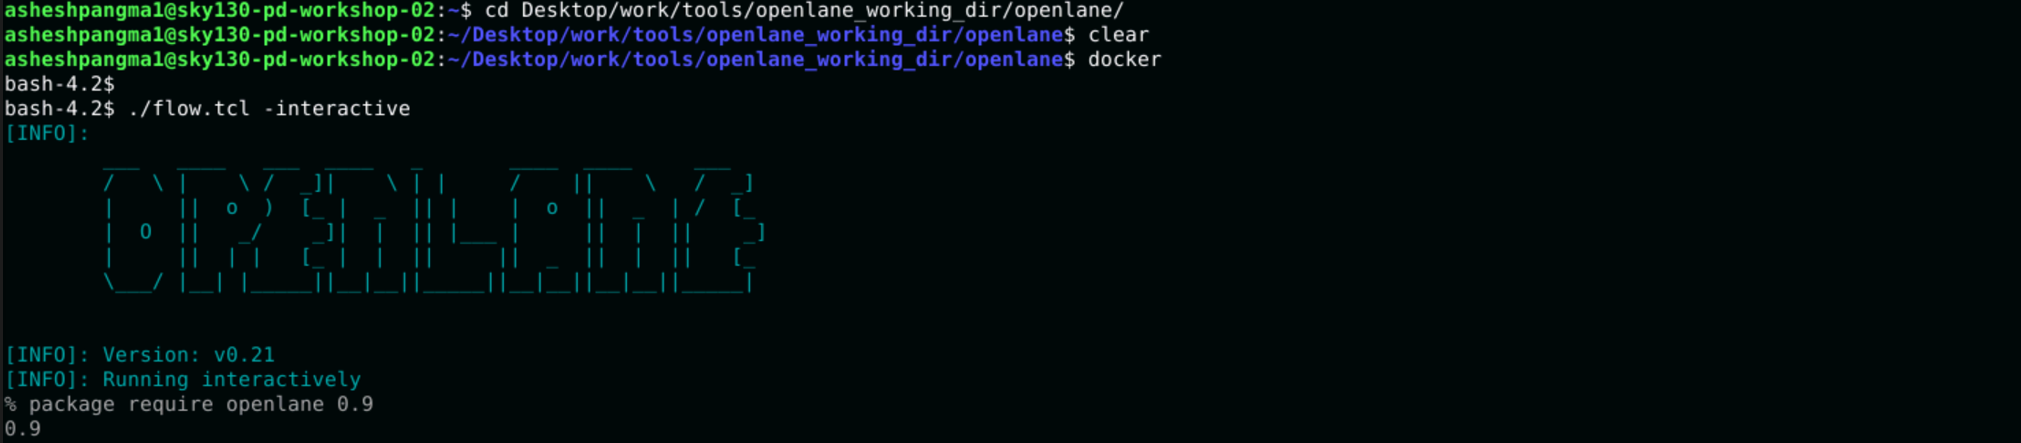 asheshpangma1@sky130-pd-workshop-02:~$ cd Desktop/work/tools/openlane_working_dir/openlane/
asheshpangma1@sky130-pd-workshop-02:~/Desktop/work/tools/openlane_working_dir/openlane$ clear
asheshpangma1@sky130-pd-workshop-02:~/Desktop/work/tools/openlane_working_dir/openlane$ docker
bash-4.2$
bash-4.2$ ./flow.tcl -interactive
[INFO]:
OPENLANE
[INFO]: Version: v0.21
[INFO]: Running interactively
% package require openlane 0.9
0.9